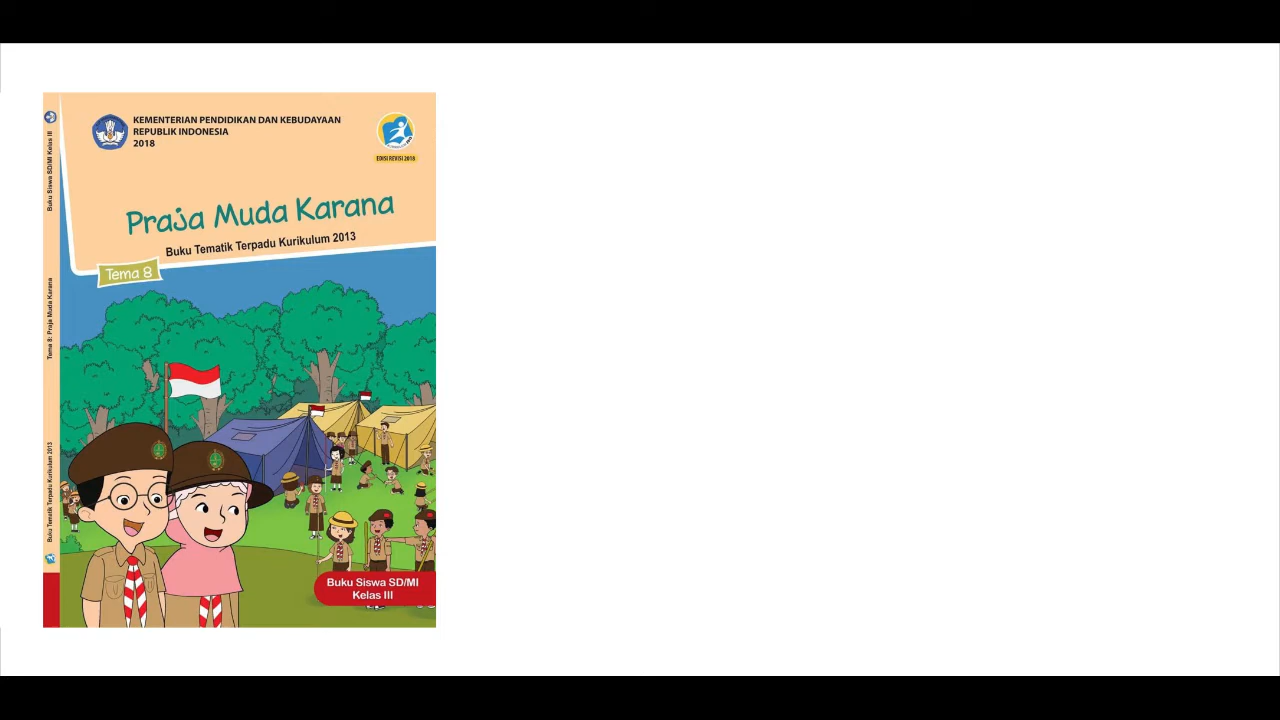 KEMENTERIAN PENDIDIKAN DAN KEBUDAYAAN
REPUBLIK INDONESIA
2018
EDISI REVISI 2018
Praja Muda Karana
Buku Tematik Terpadu Kurikulum 2013
Tema 8
Buku Siswa SD/MI
Kelas III
Buku Siswa SD/MI Kelas III
Tema 8: Praja Muda Karana
Buku Tematik Terpadu Kurikulum 2013